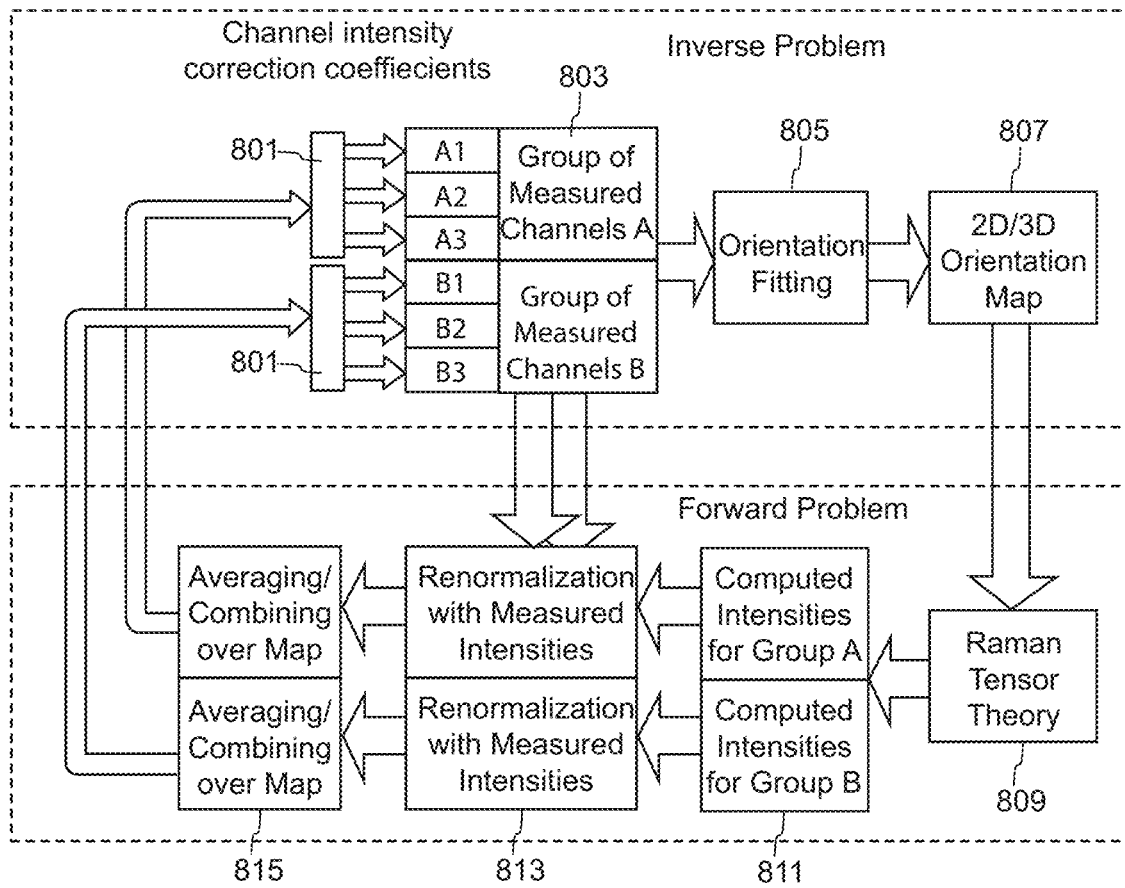 Channel intensity
correction coeffiecients
Inverse Problem
803
801
A1
A2
A3
Group of
Measured
Channels A
805
807
Orientation
Fitting
2D/3D
Orientation
Map
801
B1
B2
B3
Group of
Measured
Channels B
Forward Problem
Averaging/
Combining
over Map
Renormalization
with Measured
Intensities
Computed
Intensities
for Group A
Raman
Tensor
Theory
Averaging/
Combining
over Map
Renormalization
with Measured
Intensities
Computed
Intensities
for Group B
809
815
813
811